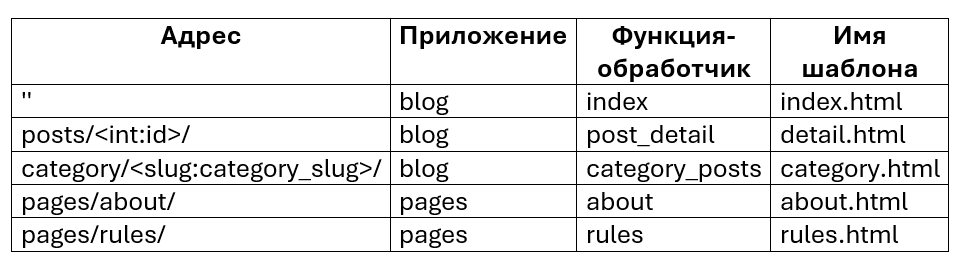 Адрес Приложение Функция-обработчик Имя шаблона
'' blog index index.html
posts/<int:id>/ blog post_detail detail.html
category/<slug:category_slug>/ blog category_posts category.html
pages/about/ pages about about.html
pages/rules/ pages rules rules.html